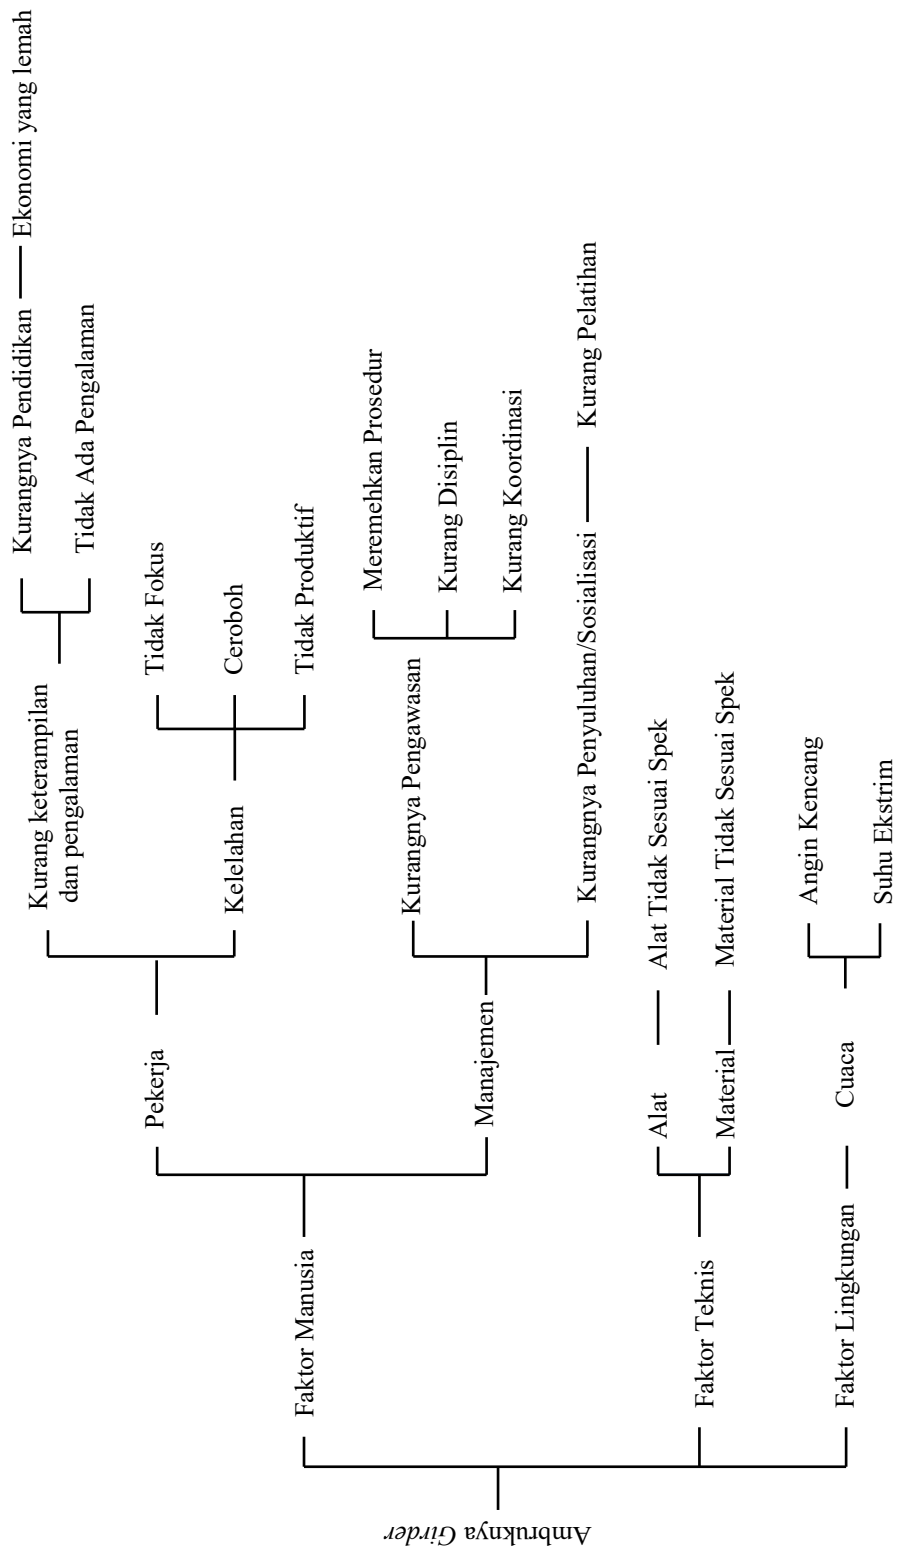 Ambruknya Girder
Faktor Manusia
Pekerja
Kurang keterampilan
dan pengalaman
Kurangnya Pendidikan
Ekonomi yang lemah
Tidak Ada Pengalaman
Kelelahan
Tidak Fokus
Ceroboh
Tidak Produktif
Manajemen
Kurangnya Pengawasan
Meremehkan Prosedur
Kurang Disiplin
Kurang Koordinasi
Kurangnya Penyuluhan/Sosialisasi
Kurang Pelatihan
Faktor Teknis
Alat
Alat Tidak Sesuai Spek
Material
Material Tidak Sesuai Spek
Faktor Lingkungan
Cuaca
Angin Kencang
Suhu Ekstrim